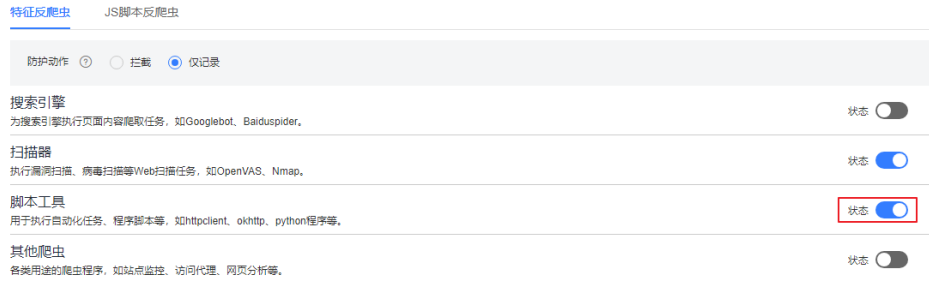 特征反爬虫 JS脚本反爬虫
防护动作 ? 拦截 仅记录
搜索引擎
为搜索引擎执行页面内容爬取任务，如Googlebot、Baiduspider。
状态
扫描器
执行漏洞扫描、病毒扫描等Web扫描任务，如OpenVAS、Nmap。
状态
脚本工具
用于执行自动化任务、程序脚本等，如httpclient、okhttp、python程序等。
状态
其他爬虫
各类用途的爬虫程序，如站点监控、访问代理、网页分析等。
状态